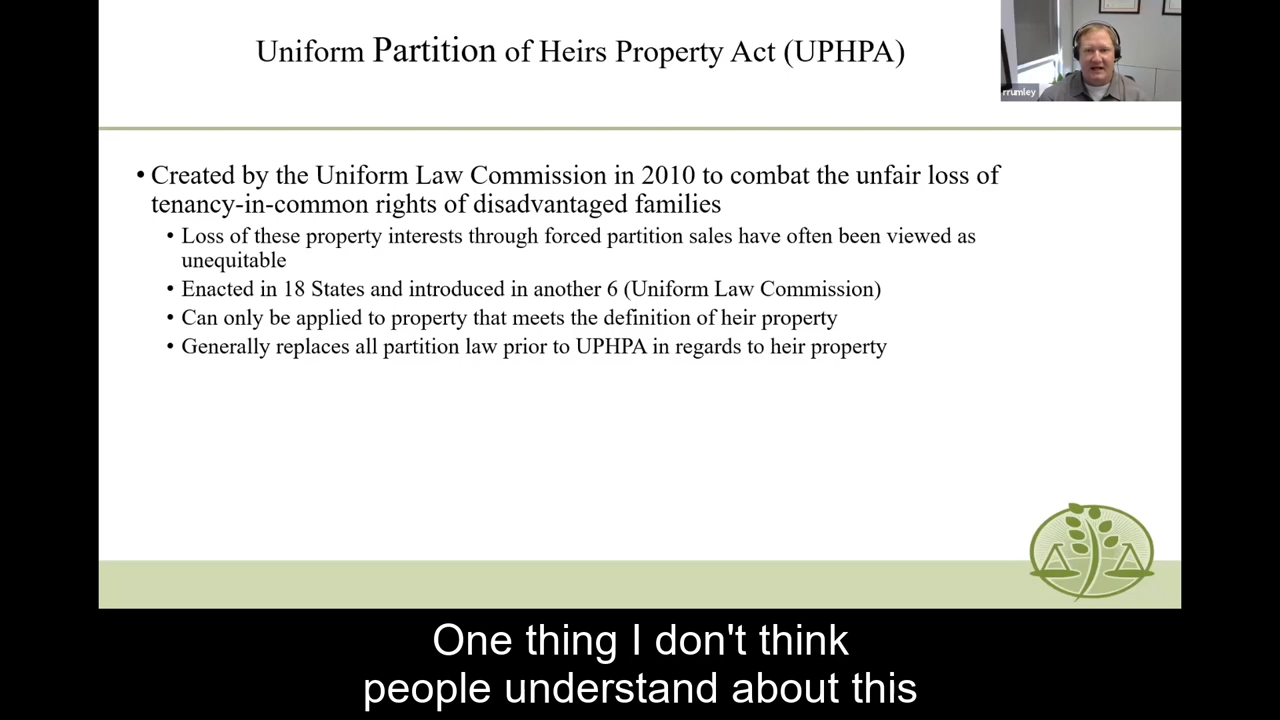 Uniform Partition of Heirs Property Act (UPHPA)
rrumley
• Created by the Uniform Law Commission in 2010 to combat the unfair loss of
tenancy-in-common rights of disadvantaged families
• Loss of these property interests through forced partition sales have often been viewed as
unequitable
• Enacted in 18 States and introduced in another 6 (Uniform Law Commission)
• Can only be applied to property that meets the definition of heir property
• Generally replaces all partition law prior to UPHPA in regards to heir property
One thing I don't think
people understand about this